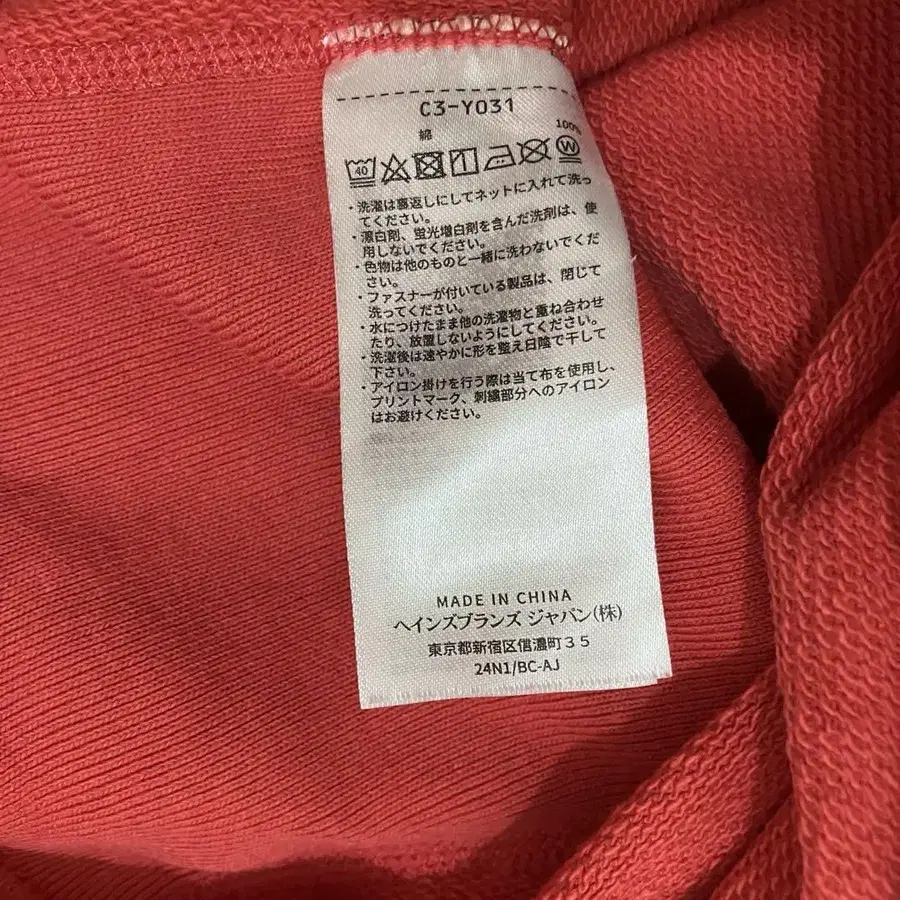 C3-Y031
綿 100%
40 W
・洗濯は裏返しにしてネットに入れて洗っ
てください。
・漂白剤、蛍光増白剤を含んだ洗剤は、使
用しないでください。
・色物は他のものと一緒に洗わないでくだ
さい。
・ファスナーが付いている製品は、閉じて
洗ってください。
・水につけたまま他の洗濯物と重ね合わせ
たり、放置しないようにしてください。
・洗濯後は速やかに形を整え日陰で干して
下さい。
・アイロン掛けを行う際は当て布を使用し、
プリントマーク、刺繍部分へのアイロン
はお避けください。
MADE IN CHINA
ヘインズブランズ ジャパン(株)
東京都新宿区信濃町35
24N1/BC-AJ